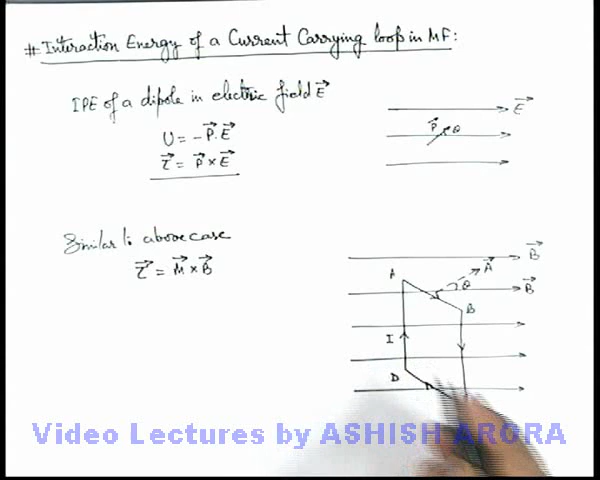 # Interaction Energy of a Current Carrying loop in MF:
IPE of a dipole in electric field E⃗
U = -P⃗·E⃗
τ⃗ = P⃗ × E⃗
E⃗
P⃗ θ
Similar to above case
τ⃗ = M⃗ × B⃗
B⃗
A A⃗
θ B⃗
B
I
D
Video Lectures by ASHISH ARORA